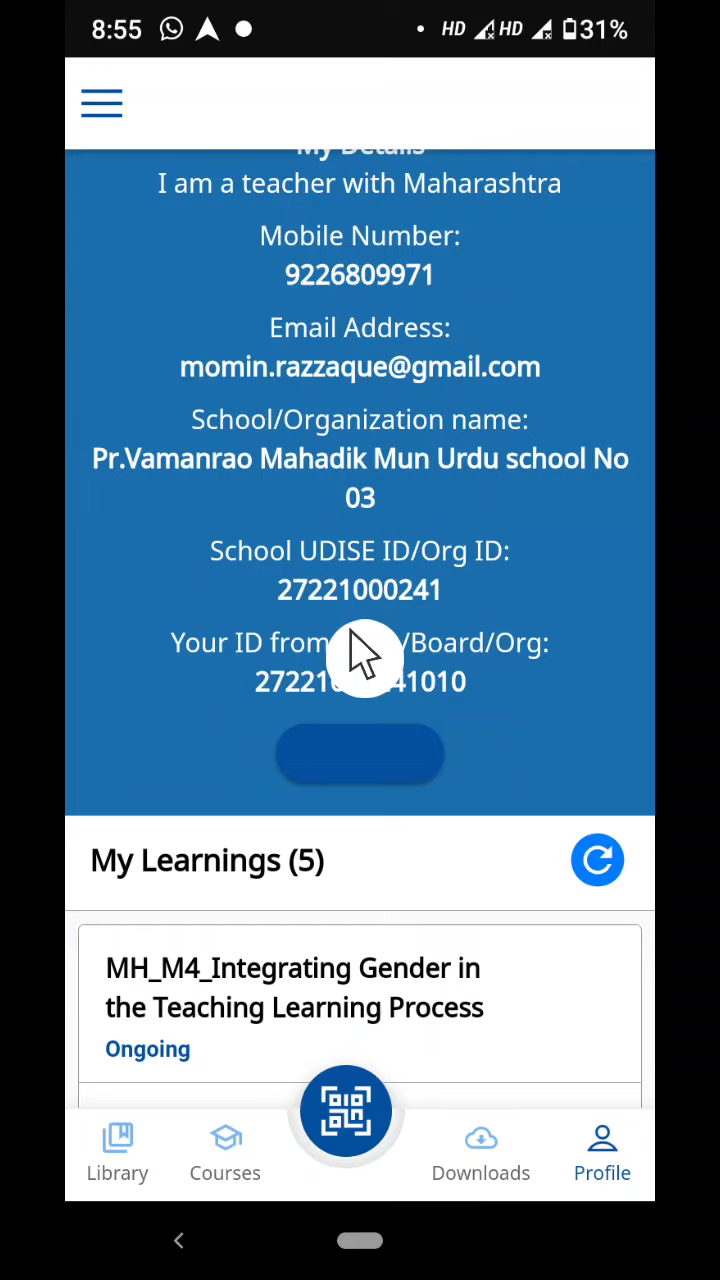 8:55 HD HD 31%
My Details
I am a teacher with Maharashtra
Mobile Number:
9226809971
Email Address:
momin.razzaque@gmail.com
School/Organization name:
Pr.Vamanrao Mahadik Mun Urdu school No
03
School UDISE ID/Org ID:
27221000241
Your ID from /Board/Org:
My Learnings (5)
MH_M4_Integrating Gender in
the Teaching Learning Process
Ongoing
Library Courses Downloads Profile